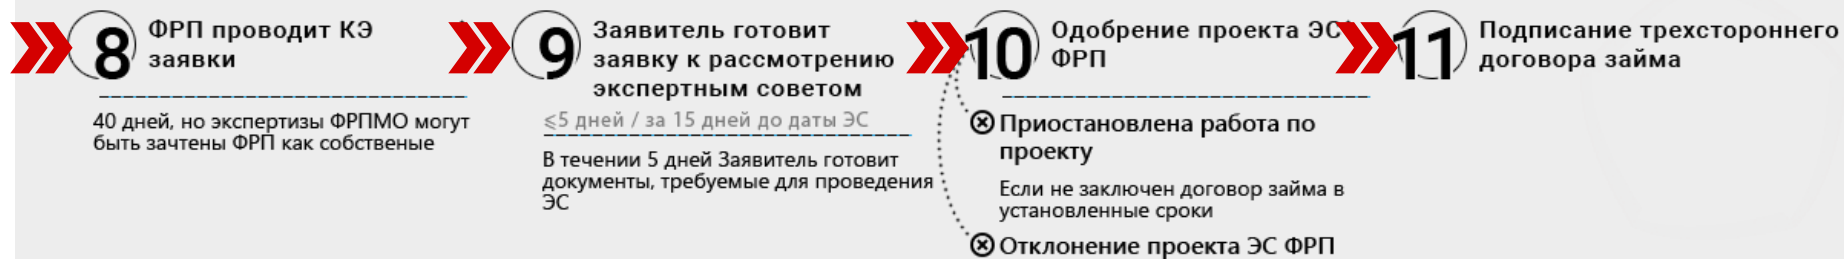 8
ФРП проводит КЭ
заявки
40 дней, но экспертизы ФРПМО могут
быть зачтены ФРП как собственые
9
Заявитель готовит
заявку к рассмотрению
экспертным советом
⩽5 дней / за 15 дней до даты ЭС
В течении 5 дней Заявитель готовит
документы, требуемые для проведения
ЭС
10
Одобрение проекта ЭС
ФРП
Приостановлена работа по
проекту
Если не заключен договор займа в
установленные сроки
Отклонение проекта ЭС ФРП
11
Подписание трехстороннего
договора займа